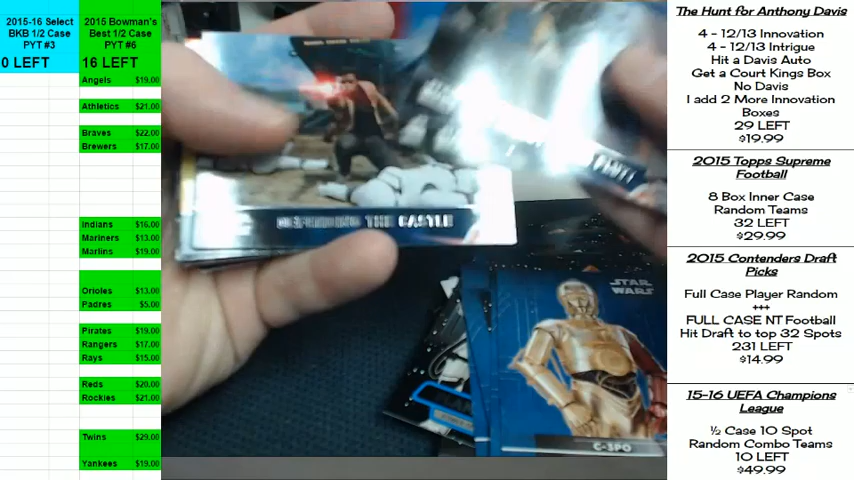 2015-16 Select
BKB 1/2 Case
PYT #3
0 LEFT
2015 Bowman's
Best 1/2 Case
PYT #6
16 LEFT
Angels $19.00
Athletics $21.00
Braves $22.00
Brewers $17.00
Indians $16.00
Mariners $13.00
Marlins $19.00
Orioles $13.00
Padres $5.00
Pirates $19.00
Rangers $17.00
Rays $15.00
Reds $20.00
Rockies $21.00
Twins $29.00
Yankees $19.00
DEFENDING THE CASTLE
STAR
WARS
C-3PO
The Hunt for Anthony Davis
4 - 12/13 Innovation
4 - 12/13 Intrigue
Hit a Davis Auto
Get a Court Kings Box
No Davis
I add 2 More Innovation
Boxes
29 LEFT
$19.99
2015 Topps Supreme
Football
8 Box Inner Case
Random Teams
32 LEFT
$29.99
2015 Contenders Draft
Picks
Full Case Player Random
+++
FULL CASE NT Football
Hit Draft to top 32 Spots
231 LEFT
$14.99
15-16 UEFA Champions
League
½ Case 10 Spot
Random Combo Teams
10 LEFT
$49.99